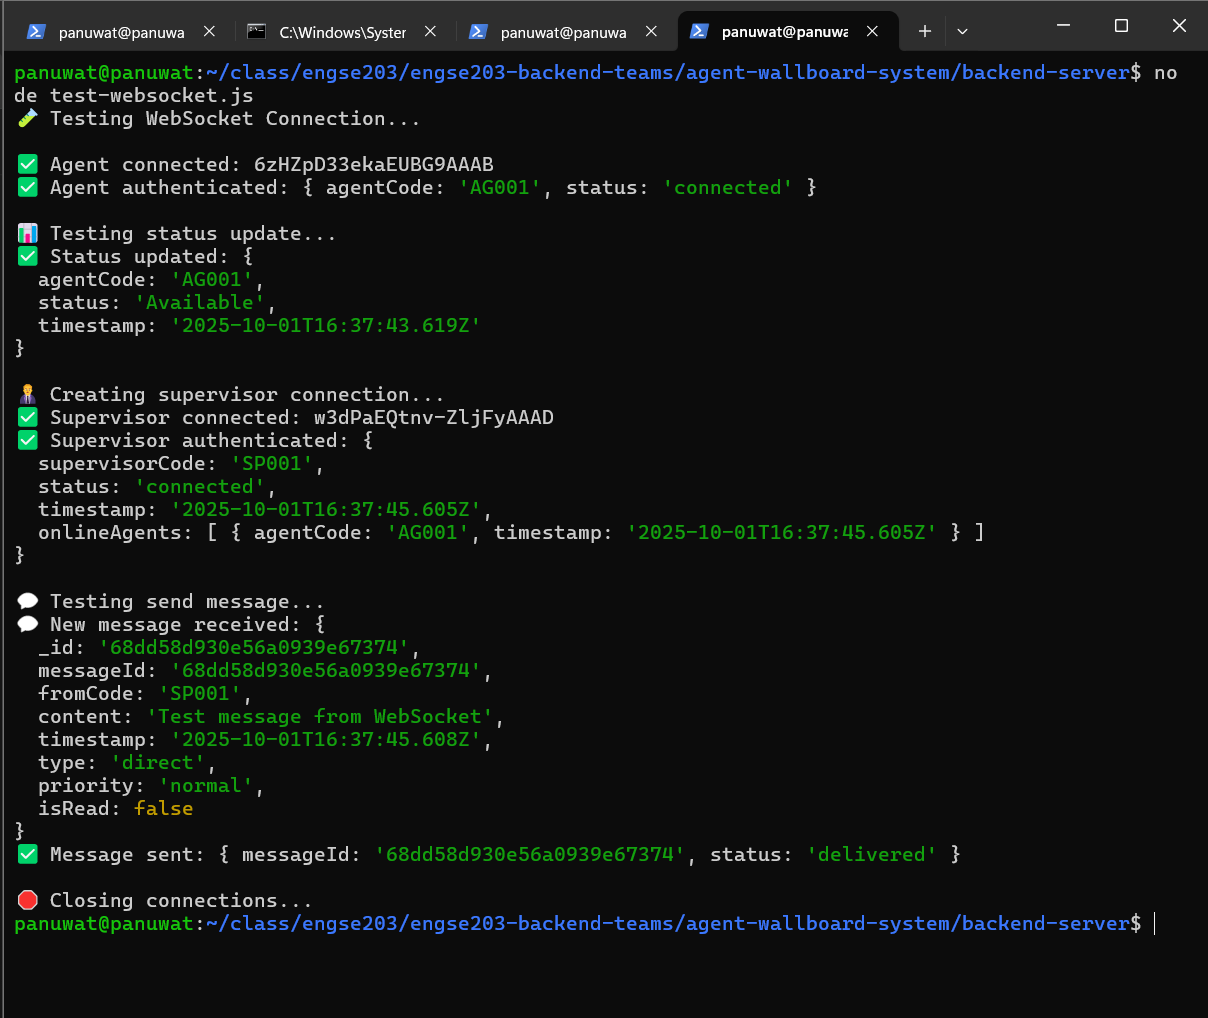 panuwat@panuwa
C:\Windows\Syster
panuwat@panuwa
panuwat@panuwa
panuwat@panuwat:~/class/engse203/engse203-backend-teams/agent-wallboard-system/backend-server$ no
de test-websocket.js
🧪 Testing WebSocket Connection...
✅ Agent connected: 6zHZpD33ekaEUBG9AAAB
✅ Agent authenticated: { agentCode: 'AG001', status: 'connected' }
📊 Testing status update...
✅ Status updated: {
agentCode: 'AG001',
status: 'Available',
timestamp: '2025-10-01T16:37:43.619Z'
}
👨‍💼 Creating supervisor connection...
✅ Supervisor connected: w3dPaEQtnv-ZljFyAAAD
✅ Supervisor authenticated: {
supervisorCode: 'SP001',
status: 'connected',
timestamp: '2025-10-01T16:37:45.605Z',
onlineAgents: [ { agentCode: 'AG001', timestamp: '2025-10-01T16:37:45.605Z' } ]
}
💬 Testing send message...
💬 New message received: {
_id: '68dd58d930e56a0939e67374',
messageId: '68dd58d930e56a0939e67374',
fromCode: 'SP001',
content: 'Test message from WebSocket',
timestamp: '2025-10-01T16:37:45.608Z',
type: 'direct',
priority: 'normal',
isRead: false
}
✅ Message sent: { messageId: '68dd58d930e56a0939e67374', status: 'delivered' }
🛑 Closing connections...
panuwat@panuwat:~/class/engse203/engse203-backend-teams/agent-wallboard-system/backend-server$